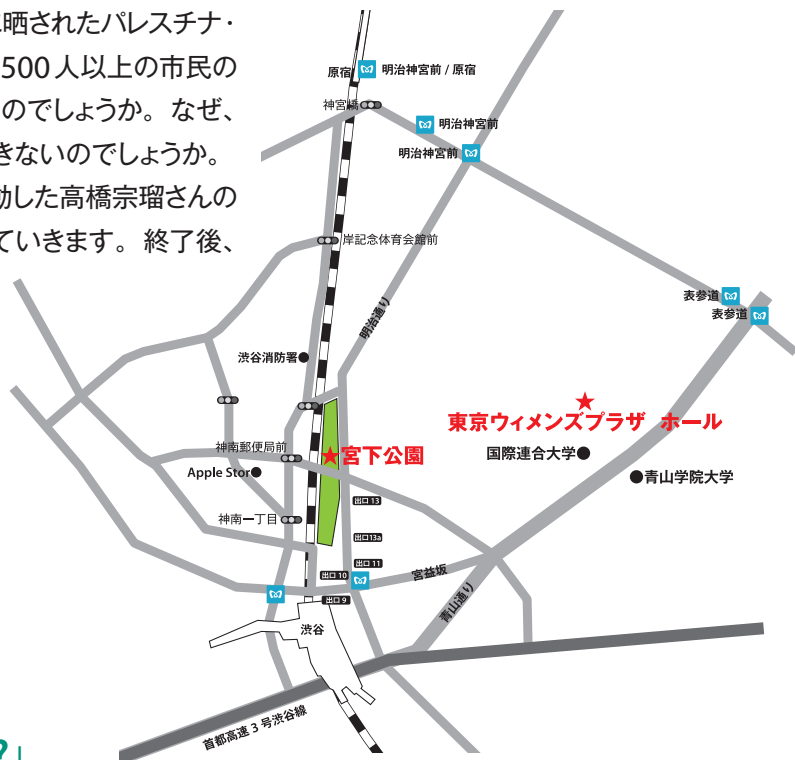 晒されたパレスチナ・
500人以上の市民の
のでしょうか。なぜ、
きないのでしょうか。
動した高橋宗瑠さんの
ていきます。終了後、
原宿
明治神宮前 / 原宿
神宮橋
明治神宮前
明治神宮前
岸記念体育会館前
表参道
表参道
明治通り
渋谷消防署
東京ウィメンズプラザ ホール
神南郵便局前
宮下公園
国際連合大学
Apple Stor
青山学院大学
出口 13
神南一丁目
出口13a
出口 11
出口 10
宮益坂
出口 9
青山通り
渋谷
首都高速3号渋谷線
?」